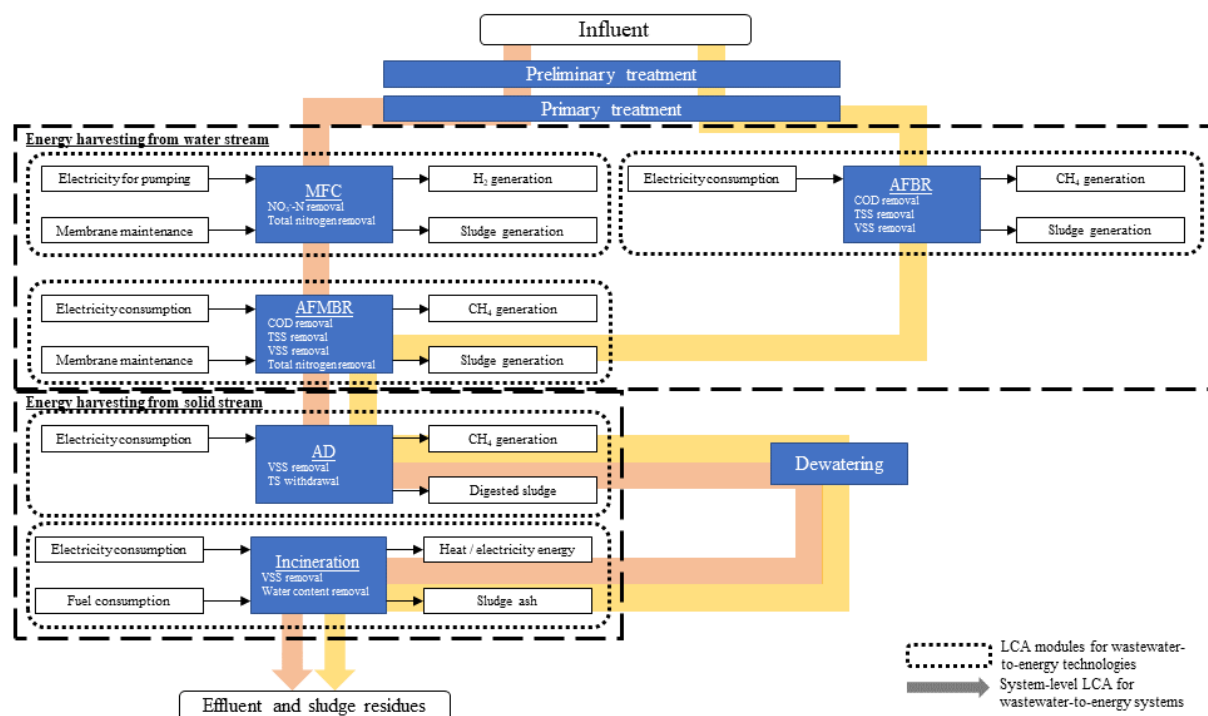 Influent
Preliminary treatment
Primary treatment
Energy harvesting from water stream
Electricity for pumping
Membrane maintenance
MFC
NO₃⁻-N removal
Total nitrogen removal
H₂ generation
Sludge generation
Electricity consumption
AFBR
COD removal
TSS removal
VSS removal
CH₄ generation
Sludge generation
Electricity consumption
Membrane maintenance
AFMBR
COD removal
TSS removal
VSS removal
Total nitrogen removal
CH₄ generation
Sludge generation
Energy harvesting from solid stream
Electricity consumption
AD
VSS removal
TS withdrawal
CH₄ generation
Digested sludge
Dewatering
Electricity consumption
Fuel consumption
Incineration
VSS removal
Water content removal
Heat / electricity energy
Sludge ash
Effluent and sludge residues
LCA modules for wastewater-
to-energy technologies
System-level LCA for
wastewater-to-energy systems